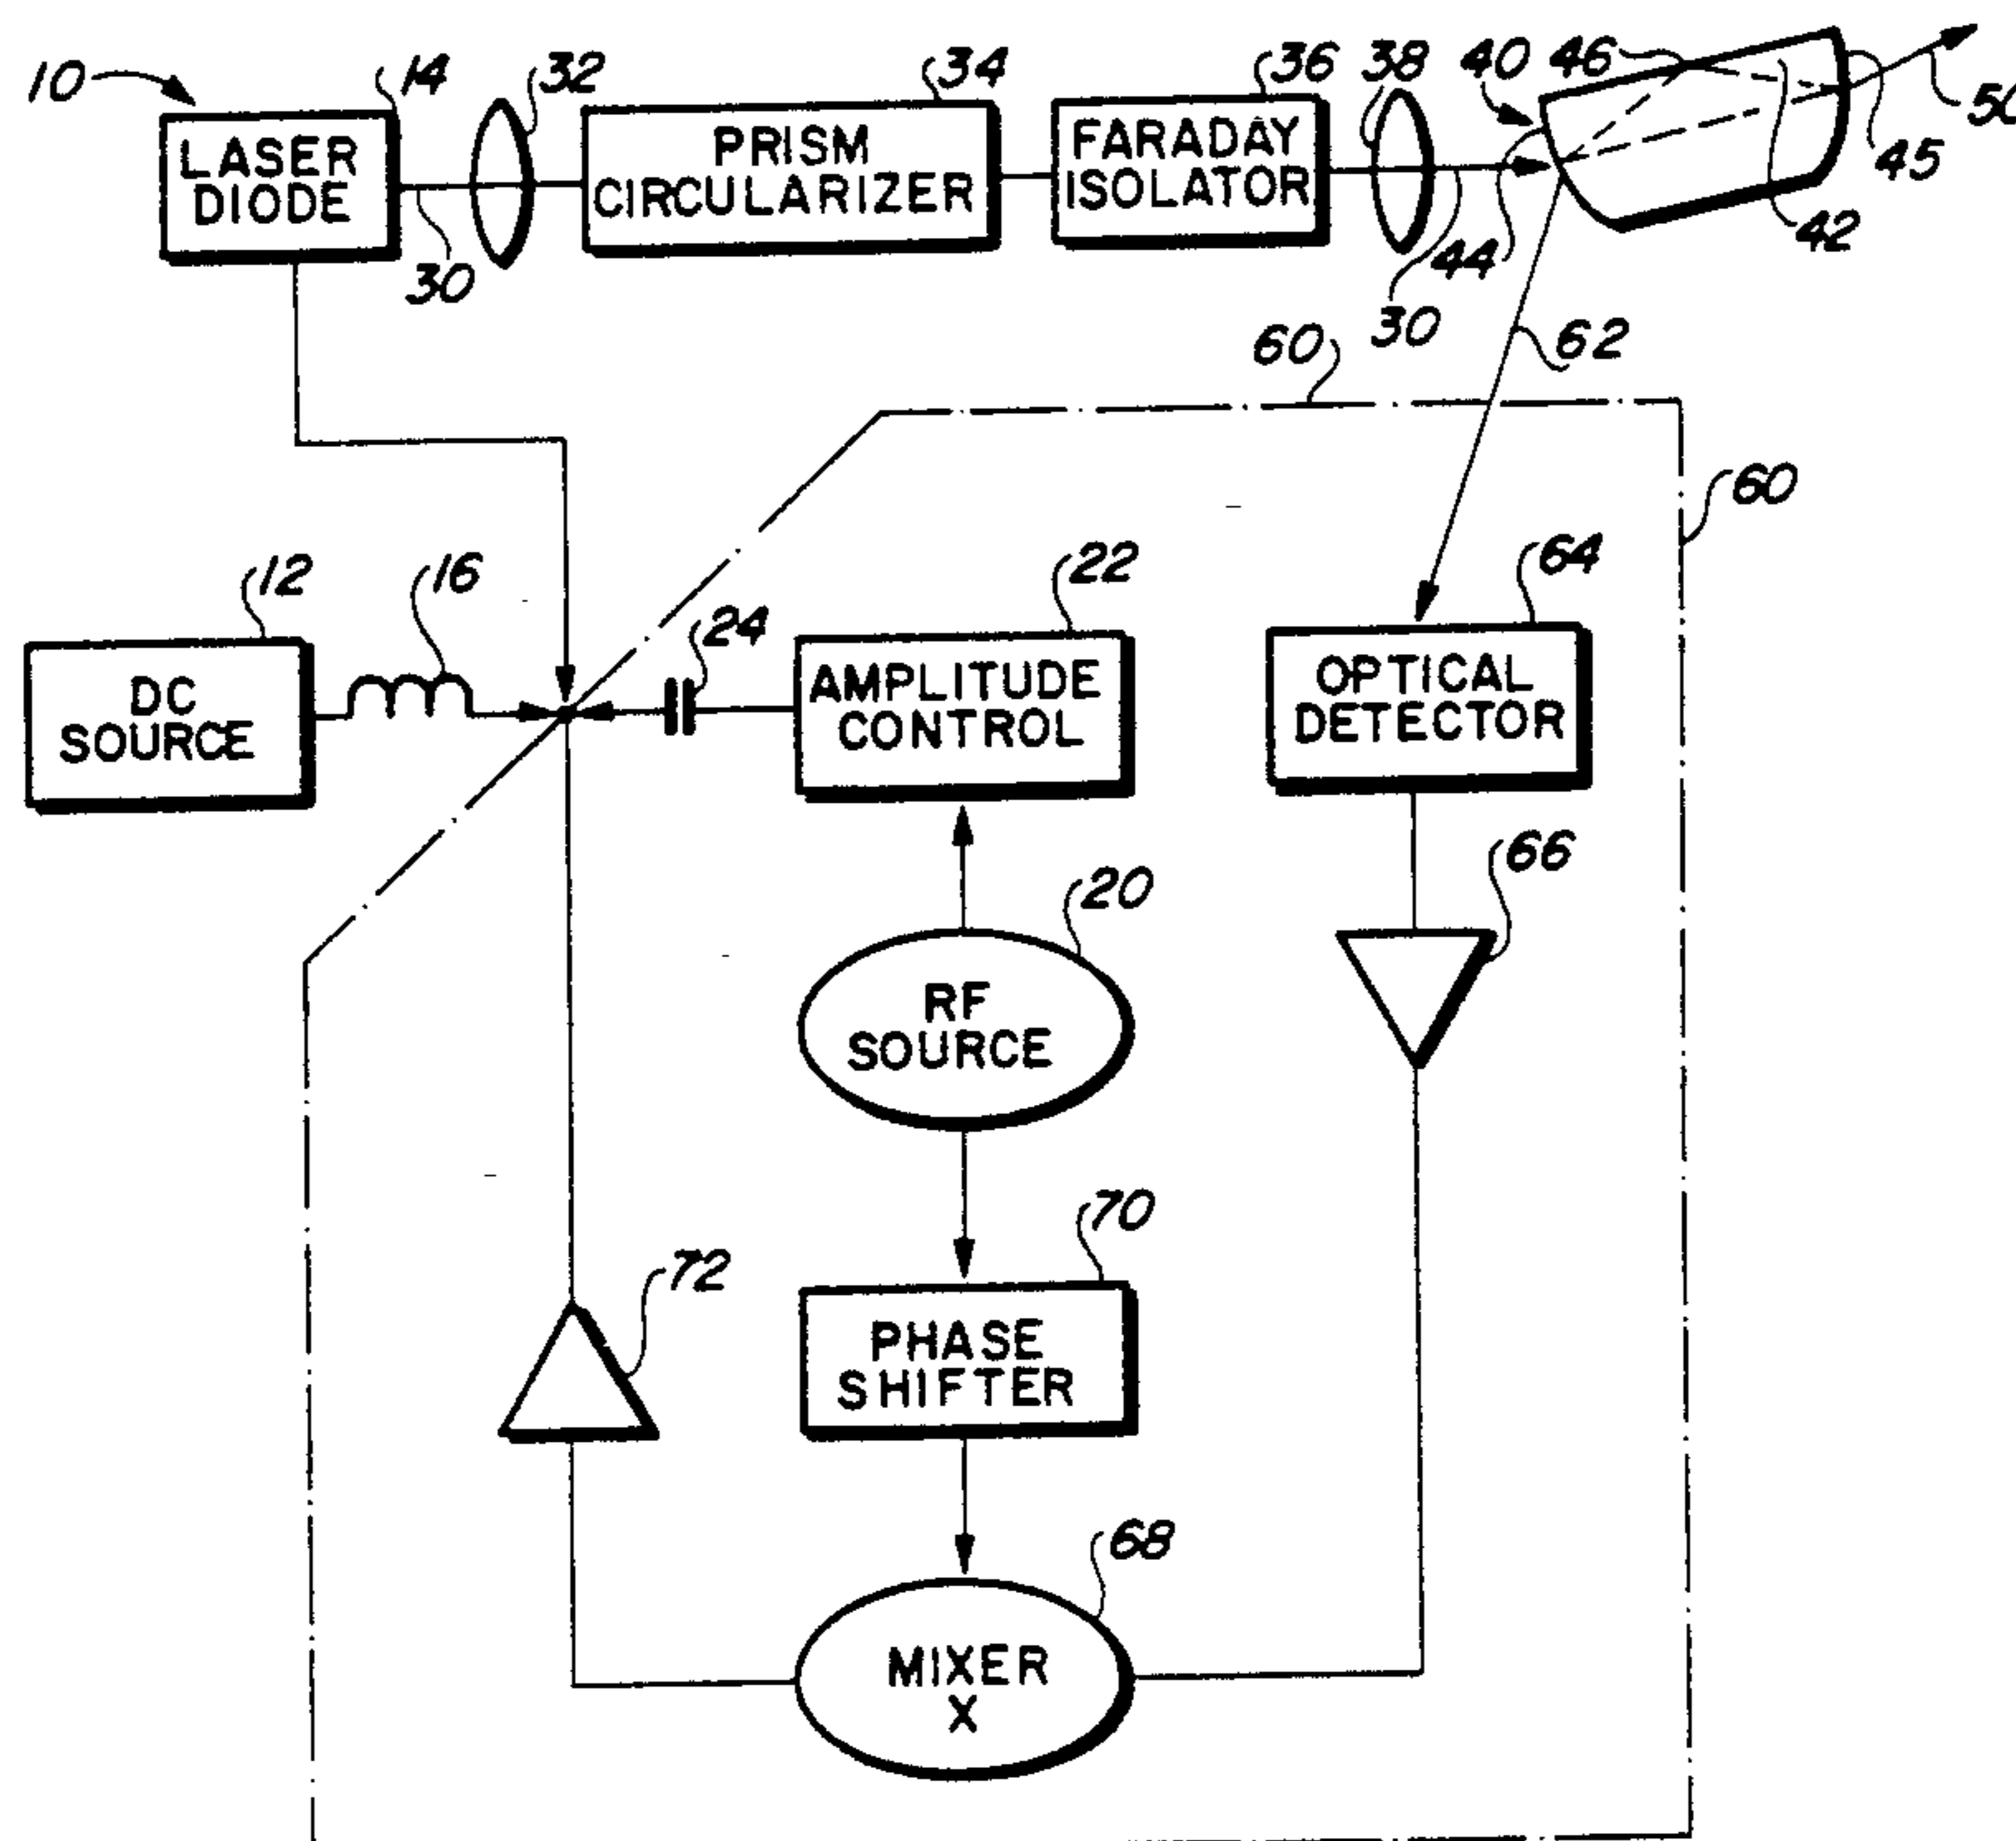 10
14
32
34
36
38
40
46
LASER
DIODE
PRISM
CIRCULARIZER
FARADAY
ISOLATOR
30
44
30
42
45
60
62
60
12
16
24
22
64
DC
SOURCE
AMPLITUDE
CONTROL
OPTICAL
DETECTOR
66
20
RF
SOURCE
70
72
PHASE
SHIFTER
68
MIXER
X